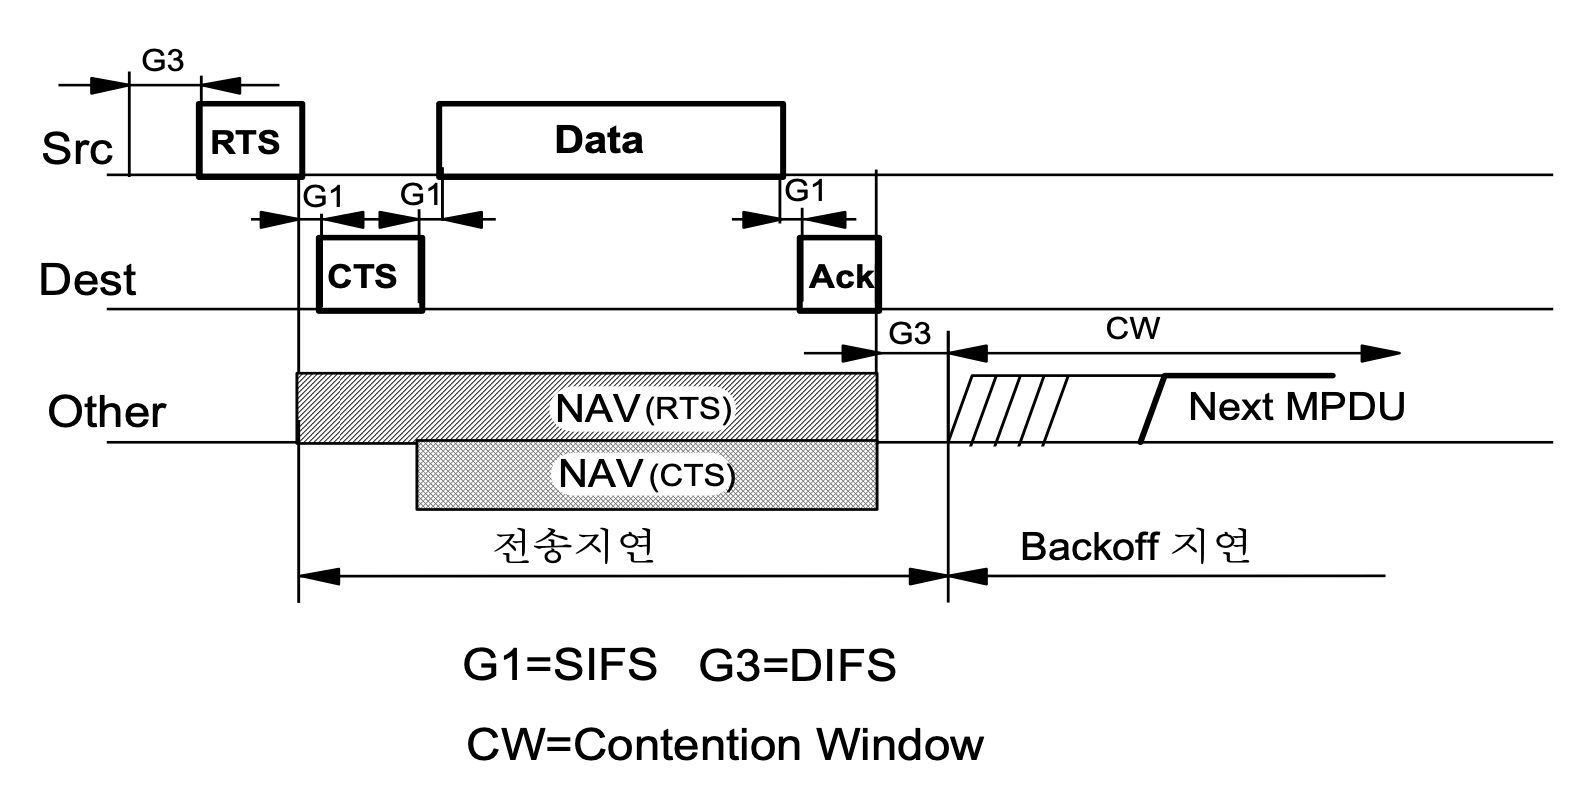 G3
RTS
Data
Src
G1 G1 G1
CTS
Ack
Dest
G3
CW
Other
NAV (RTS)
Next MPDU
NAV (CTS)
전송지연
Backoff 지연
G1=SIFS G3=DIFS
CW=Contention Window